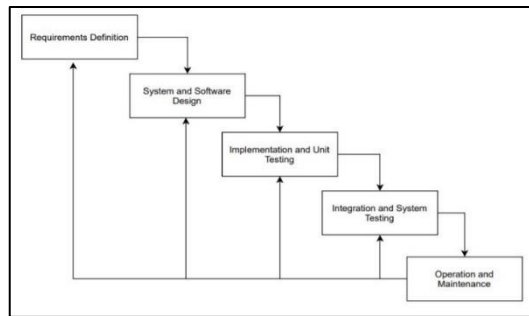 Requirements Definition
System and Software
Design
Implementation and Unit
Testing
Integration and System
Testing
Operation and
Maintenance